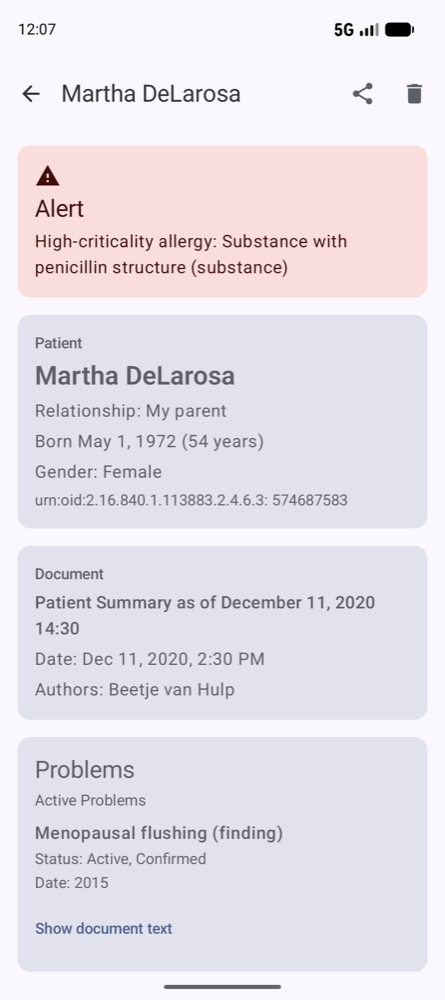 12:07
5G
Martha DeLarosa
Alert
High-criticality allergy: Substance with
penicillin structure (substance)
Patient
Martha DeLarosa
Relationship: My parent
Born May 1, 1972 (54 years)
Gender: Female
urn:oid:2.16.840.1.113883.2.4.6.3: 574687583
Document
Patient Summary as of December 11, 2020
14:30
Date: Dec 11, 2020, 2:30 PM
Authors: Beetje van Hulp
Problems
Active Problems
Menopausal flushing (finding)
Status: Active, Confirmed
Date: 2015
Show document text